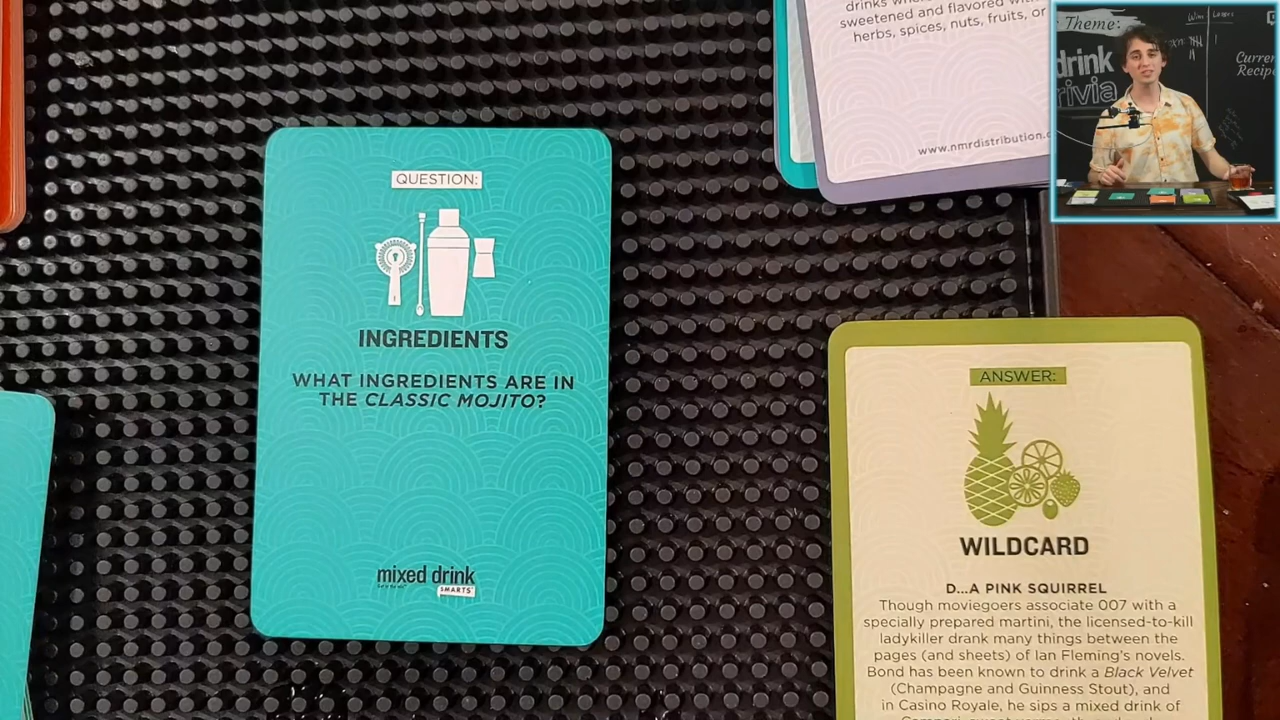 QUESTION:
INGREDIENTS
WHAT INGREDIENTS ARE IN
THE CLASSIC MOJITO?
mixed drink
SMARTS
drinks
sweetened and flavored
herbs, spices, nuts, fruits, or
www.nmrdistribution.c
Theme:
drink
rivia
Curren
Recipe
ANSWER:
WILDCARD
D...A PINK SQUIRREL
Though moviegoers associate 007 with a
specially prepared martini, the licensed-to-kill
ladykiller drank many things between the
pages (and sheets) of Ian Fleming's novels.
Bond has been known to drink a Black Velvet
(Champagne and Guinness Stout), and
in Casino Royale, he sips a mixed drink of